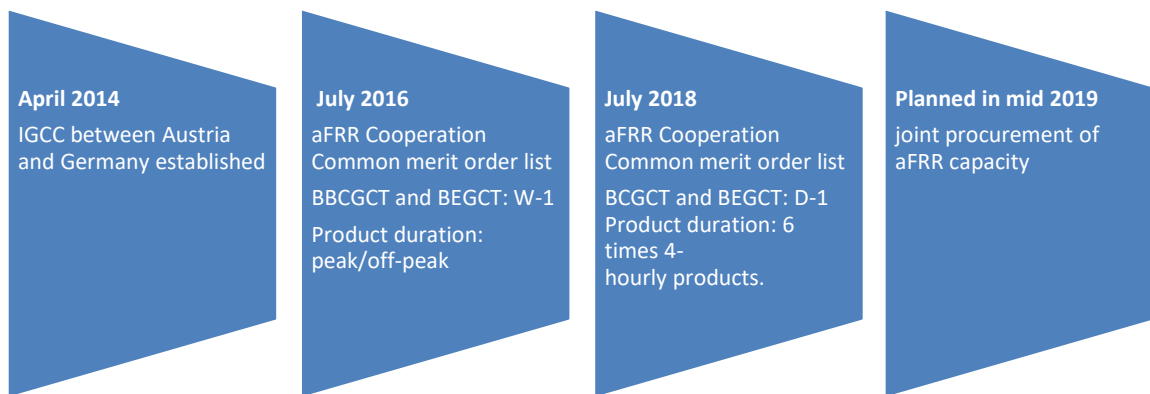 April 2014
IGCC between Austria
and Germany established
July 2016
aFRR Cooperation
Common merit order list
BBCGCT and BEGCT: W-1
Product duration:
peak/off-peak
July 2018
aFRR Cooperation
Common merit order list
BCGCT and BEGCT: D-1
Product duration: 6
times 4-
hourly products.
Planned in mid 2019
joint procurement of
aFRR capacity